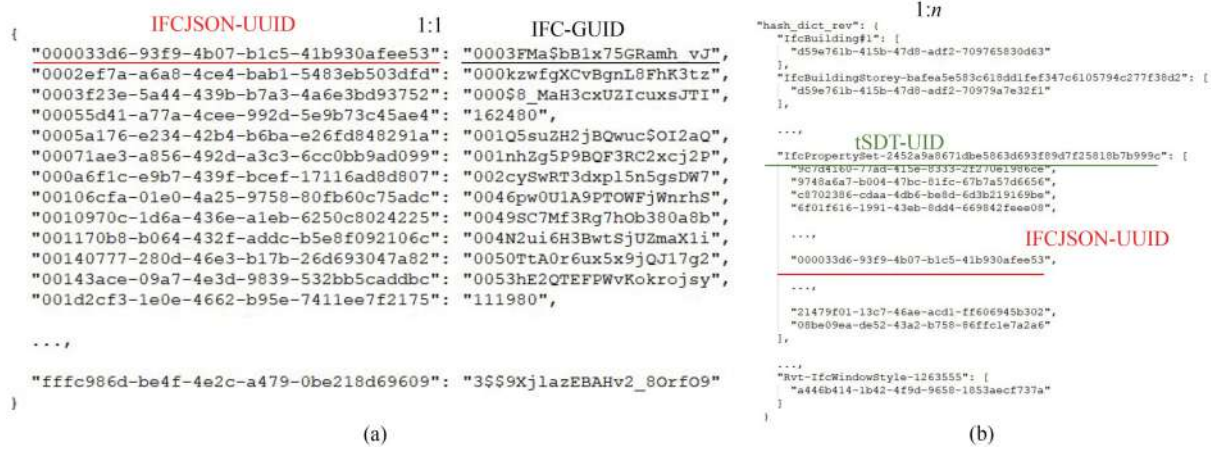 IFCJSON-UUID 1:1 IFC-GUID
{
"000033d6-93f9-4b07-b1c5-41b930afee53": "0003FMa$bB1x75GRamh_vJ",
"0002ef7a-a6a8-4ce4-bab1-5483eb503dfd": "000kzwfgXCvBgnL8FhK3tz",
"0003f23e-5a44-439b-b7a3-4a6e3bd93752": "000$8_MaH3cxUZIcuxsJTI",
"00055d41-a77a-4cee-992d-5e9b73c45ae4": "162480",
"0005a176-e234-42b4-b6ba-e26fd848291a": "001Q5suZH2jBQwuc$OI2aQ",
"00071ae3-a856-492d-a3c3-6cc0bb9ad099": "001nhZg5P9BQF3RC2xcj2P",
"000a6f1c-e9b7-439f-bcef-17116ad8d807": "002cySwRT3dxpl5n5gsDW7",
"00106cfa-01e0-4a25-9758-80fb60c75adc": "0046pw0U1A9PTOWFjWnrhS",
"0010970c-1d6a-436e-a1eb-6250c8024225": "0049SC7Mf3Rg7hOb380a8b",
"001170b8-b064-432f-addc-b5e8f092106c": "004N2ui6H3BwtSjUZmaX1i",
"00140777-280d-46e3-b17b-26d693047a82": "0050TtA0r6ux5x9jQJ17g2",
"00143ace-09a7-4e3d-9839-532bb5caddbc": "0053hE2QTEFPWvKokrojsy",
"001d2cf3-1e0e-4662-b95e-7411ee7f2175": "111980",
...,
"fffc986d-be4f-4e2c-a479-0be218d69609": "3$$9XjlazEBAHv2_8OrfO9"
}
(a)
1:n
"hash_dict_rev": {
"IfcBuilding#1": [
"d59e761b-415b-47d8-adf2-709765830d63"
],
"IfcBuildingStorey-bafea5e583c618dd1fef347c6105794c277f38d2": [
"d59e761b-415b-47d8-adf2-70979a7e32f1"
],
...,
tSDT-UID
"IfcPropertySet-2452a9a8671dbe5863d693f89d7f25818b7b999c": [
"9c7d4160-77ad-415e-8333-2f270e1986ce",
"9748a6a7-b004-47bc-81fc-67b7a57d6656",
"c8702386-cdaa-4db6-be8d-6d3b219169be",
"6f01f616-1991-43eb-8dd4-669842feee08",
...,
IFCJSON-UUID
"000033d6-93f9-4b07-b1c5-41b930afee53",
...,
"21479f01-13c7-46ae-acd1-ff606945b302",
"08be09ea-de52-43a2-b758-86ffc1e7a2a6"
],
...,
"Rvt-IfcWindowStyle-1263555": [
"a446b414-1b42-4f9d-9658-1853aecf737a"
]
}
(b)